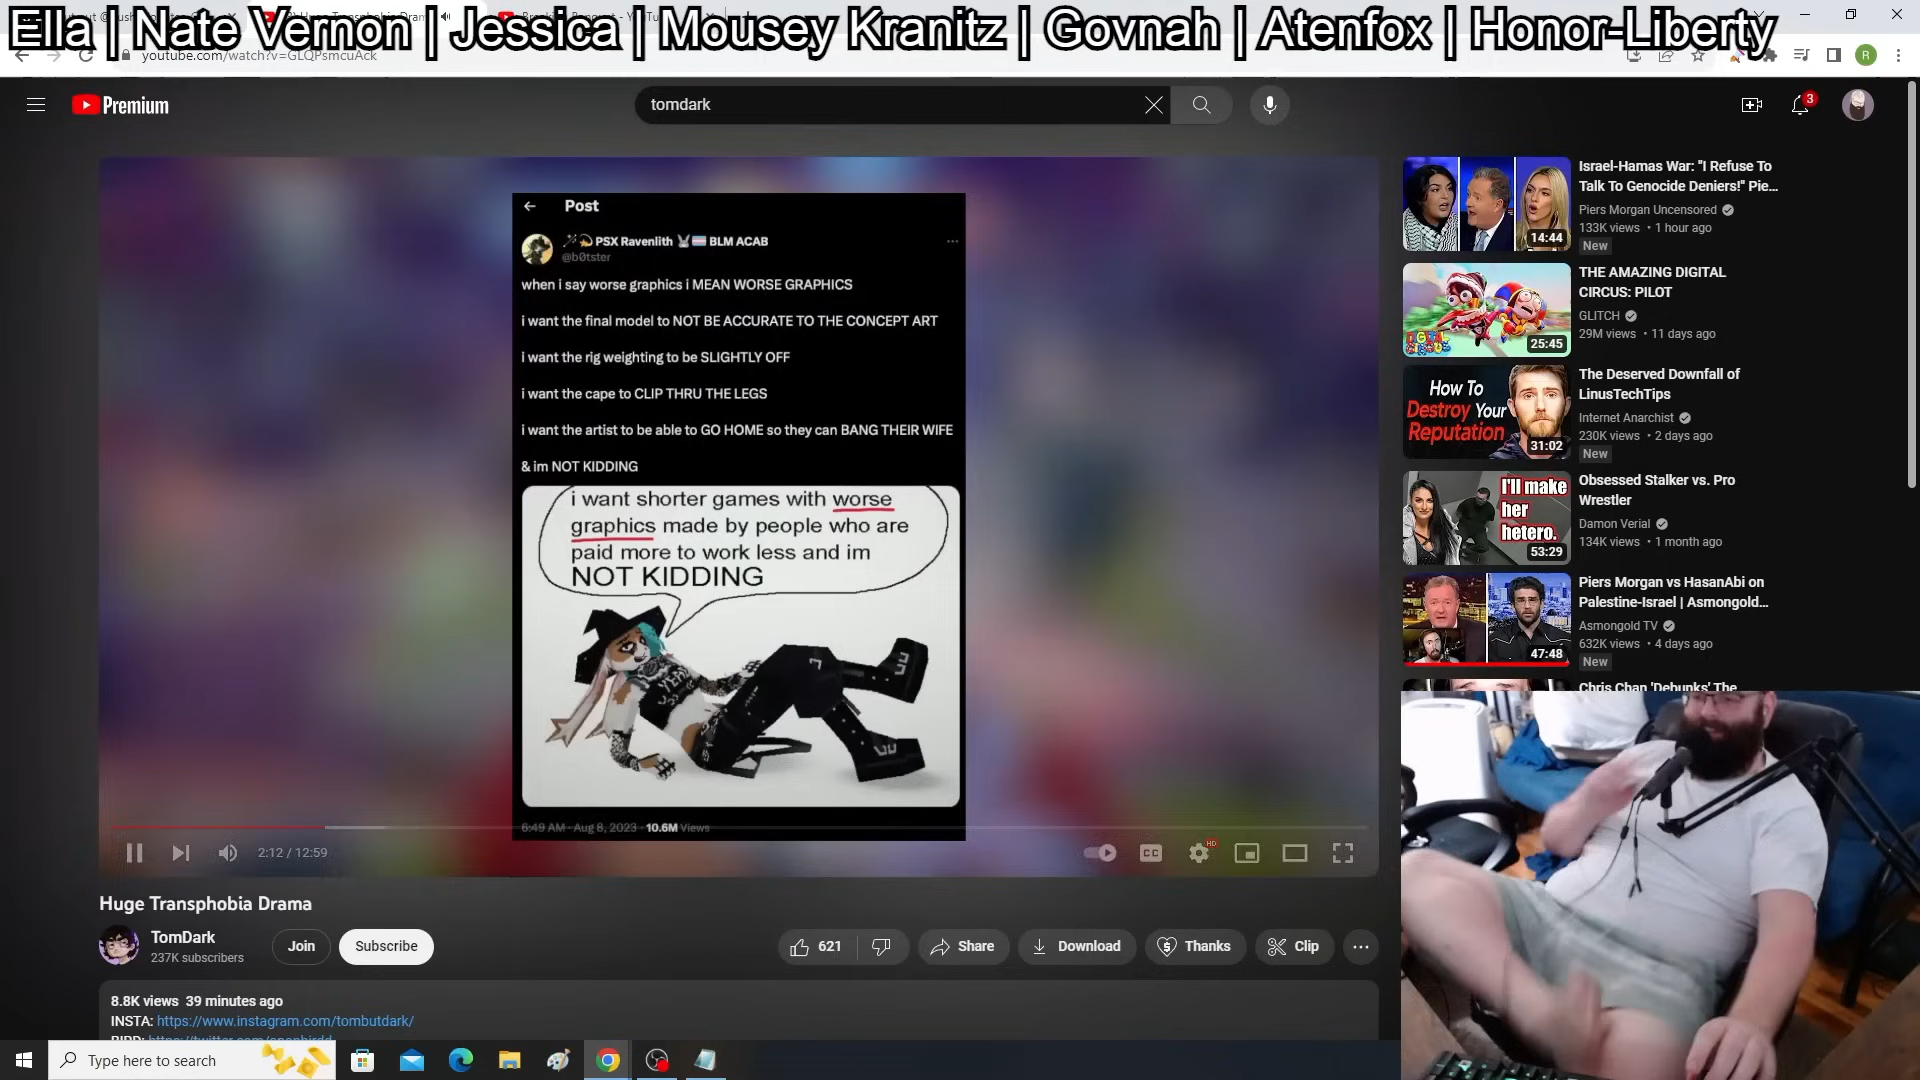 Ella | Nate Vernon | Jessica | Mousey Kranitz | Govnah | Atenfox | Honor-Liberty
youtube.com/watch?v=GLQPsmcuAck
R
Premium
tomdark
3
Post
PSX Ravenlith BLM ACAB
@b0tster
when i say worse graphics i MEAN WORSE GRAPHICS
i want the final model to NOT BE ACCURATE TO THE CONCEPT ART
i want the rig weighting to be SLIGHTLY OFF
i want the cape to CLIP THRU THE LEGS
i want the artist to be able to GO HOME so they can BANG THEIR WIFE
& im NOT KIDDING
i want shorter games with worse
graphics made by people who are
paid more to work less and im
NOT KIDDING
6:49 AM · Aug 8, 2023 · 10.6M Views
2:12 / 12:59
CC
HD
Huge Transphobia Drama
TomDark
237K subscribers
Join
Subscribe
621
Share
Download
Thanks
Clip
8.8K views 39 minutes ago
INSTA: https://www.instagram.com/tombutdark/
Israel-Hamas War: "I Refuse To
Talk To Genocide Deniers!" Pie...
Piers Morgan Uncensored
133K views • 1 hour ago
New
14:44
THE AMAZING DIGITAL
CIRCUS: PILOT
GLITCH
29M views • 11 days ago
DIGITAL
CIRCUS
25:45
The Deserved Downfall of
LinusTechTips
Internet Anarchist
230K views • 2 days ago
New
How To
Destroy Your
Reputation
31:02
Obsessed Stalker vs. Pro
Wrestler
Damon Verial
134K views • 1 month ago
I'll make
her
hetero.
53:29
Piers Morgan vs HasanAbi on
Palestine-Israel | Asmongold...
Asmongold TV
632K views • 4 days ago
New
47:48
Chris Chan 'Debunks' The
Type here to search